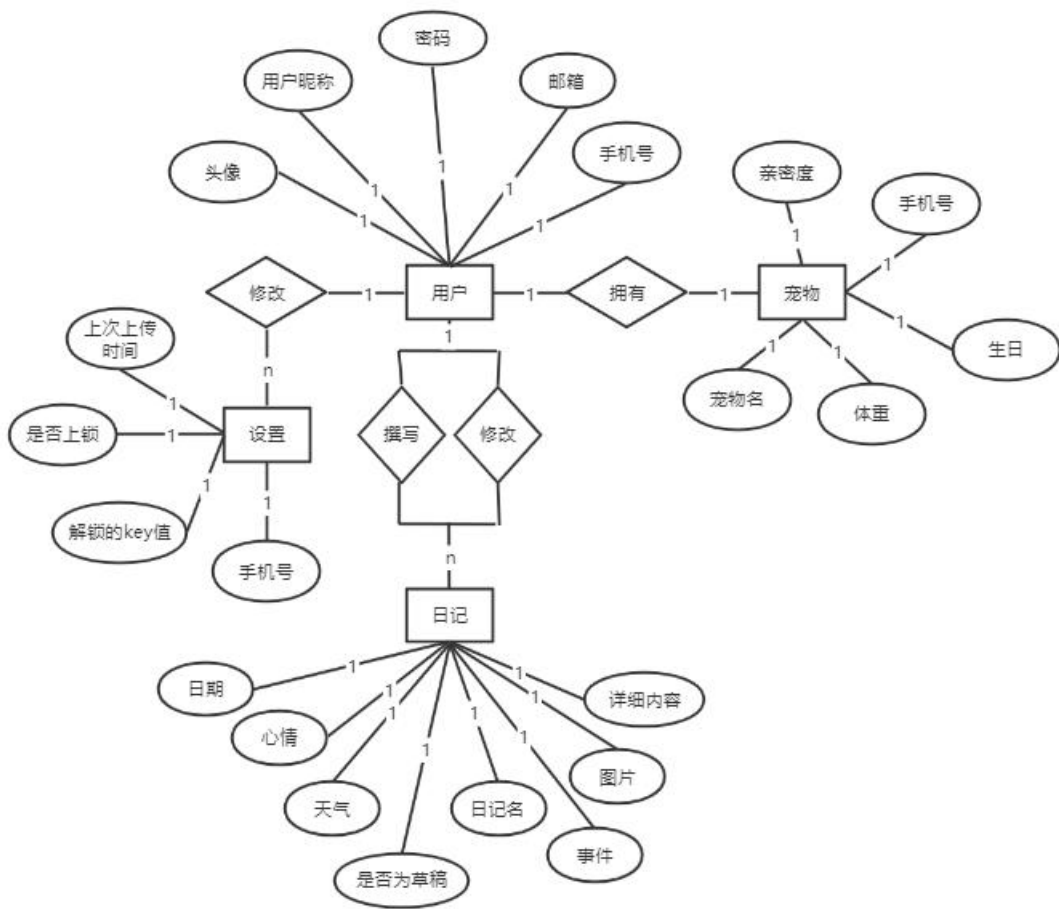 密码
用户昵称
邮箱
手机号
头像
1
1
1
1
1
亲密度
手机号
1
1
修改
1
用户
1
拥有
1
宠物
1
生日
上次上传
时间
1
n
1
1
宠物名
体重
1
是否上锁
1
设置
撰写
修改
1
1
解锁的key值
手机号
n
日记
日期
1
1
1
1
1
1
1
1
详细内容
心情
图片
天气
日记名
事件
是否为草稿